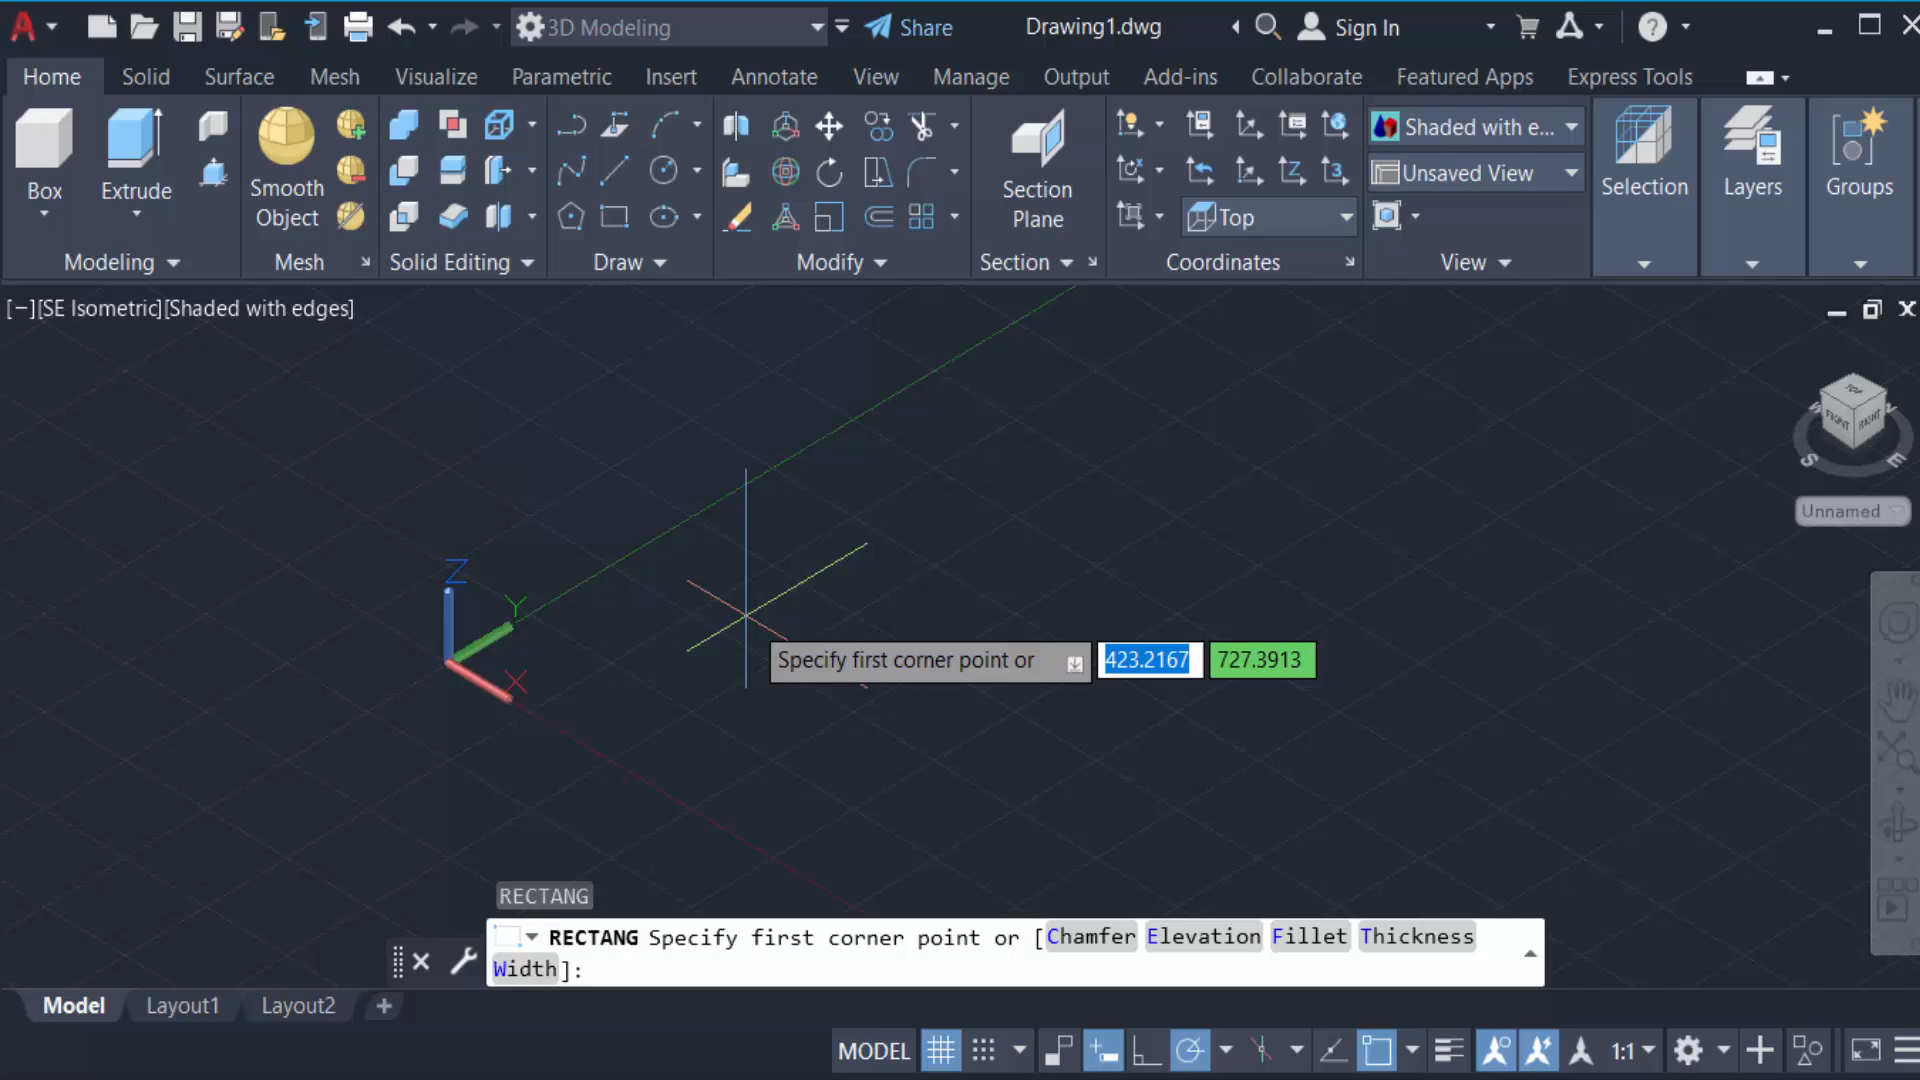 3D Modeling
Share
Drawing1.dwg
Sign In
Home Solid Surface Mesh Visualize Parametric Insert Annotate View Manage Output Add-ins Collaborate Featured Apps Express Tools
Box
Extrude
Smooth
Object
Section
Plane
Top
Shaded with e...
Unsaved View
Selection
Layers
Groups
Modeling
Mesh
Solid Editing
Draw
Modify
Section
Coordinates
View
[−][SE Isometric][Shaded with edges]
TOP
FRONT
RIGHT
S
E
Unnamed
Z
Y
X
Specify first corner point or
423.2167
727.3913
RECTANG
RECTANG Specify first corner point or [Chamfer Elevation Fillet Thickness
Width]:
Model Layout1 Layout2 +
MODEL
1:1